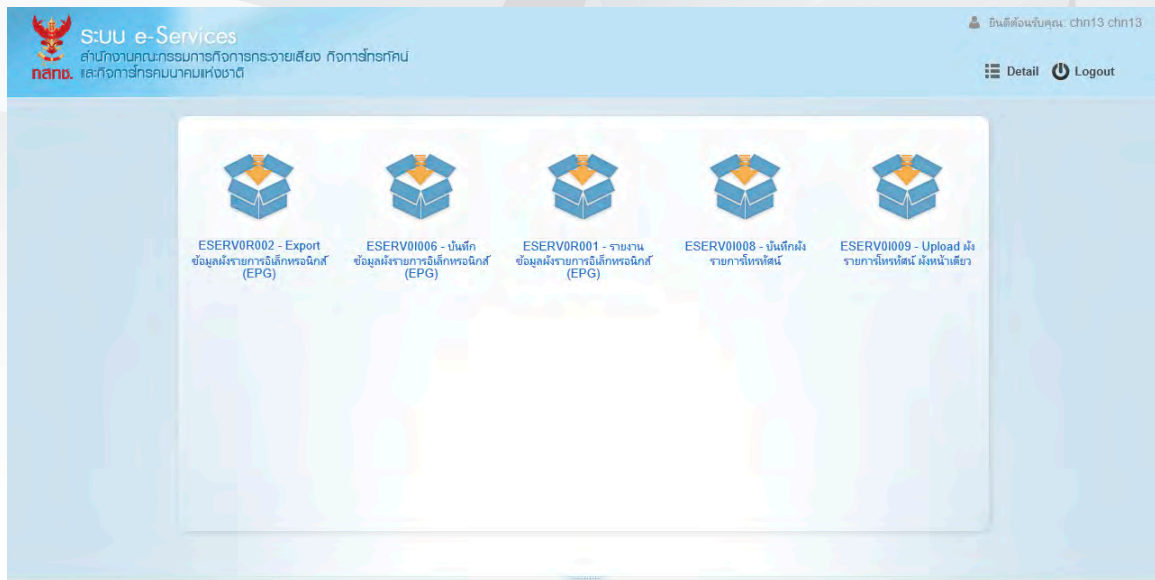 ระบบ e-Services
สำนักงานคณะกรรมการกิจการกระจายเสียง กิจการโทรทัศน์
กสทช. และกิจการโทรคมนาคมแห่งชาติ
ยินดีต้อนรับคุณ: chn13 chn13
Detail Logout
ESERV0R002 - Export
ข้อมูลผังรายการอิเล็กทรอนิกส์
(EPG)
ESERV0I006 - บันทึก
ข้อมูลผังรายการอิเล็กทรอนิกส์
(EPG)
ESERV0R001 - รายงาน
ข้อมูลผังรายการอิเล็กทรอนิกส์
(EPG)
ESERV0I008 - บันทึกผัง
รายการโทรทัศน์
ESERV0I009 - Upload ผัง
รายการโทรทัศน์ ผังหน้าเดียว